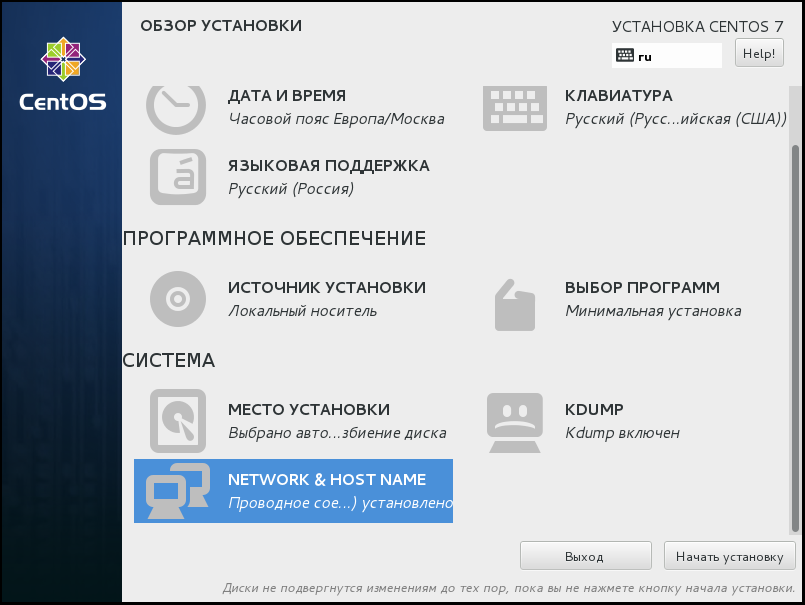 ОБЗОР УСТАНОВКИ
УСТАНОВКА CENTOS 7
ru
Help!
CentOS
ДАТА И ВРЕМЯ
Часовой пояс Европа/Москва
КЛАВИАТУРА
Русский (Русс...ийская (США))
ЯЗЫКОВАЯ ПОДДЕРЖКА
Русский (Россия)
ПРОГРАММНОЕ ОБЕСПЕЧЕНИЕ
ИСТОЧНИК УСТАНОВКИ
Локальный носитель
ВЫБОР ПРОГРАММ
Минимальная установка
СИСТЕМА
МЕСТО УСТАНОВКИ
Выбрано авто...збиение диска
KDUMP
Kdump включен
NETWORK & HOST NAME
Проводное сое...) установлено
Выход
Начать установку
Диски не подвергнутся изменениям до тех пор, пока вы не нажмете кнопку начала установки.